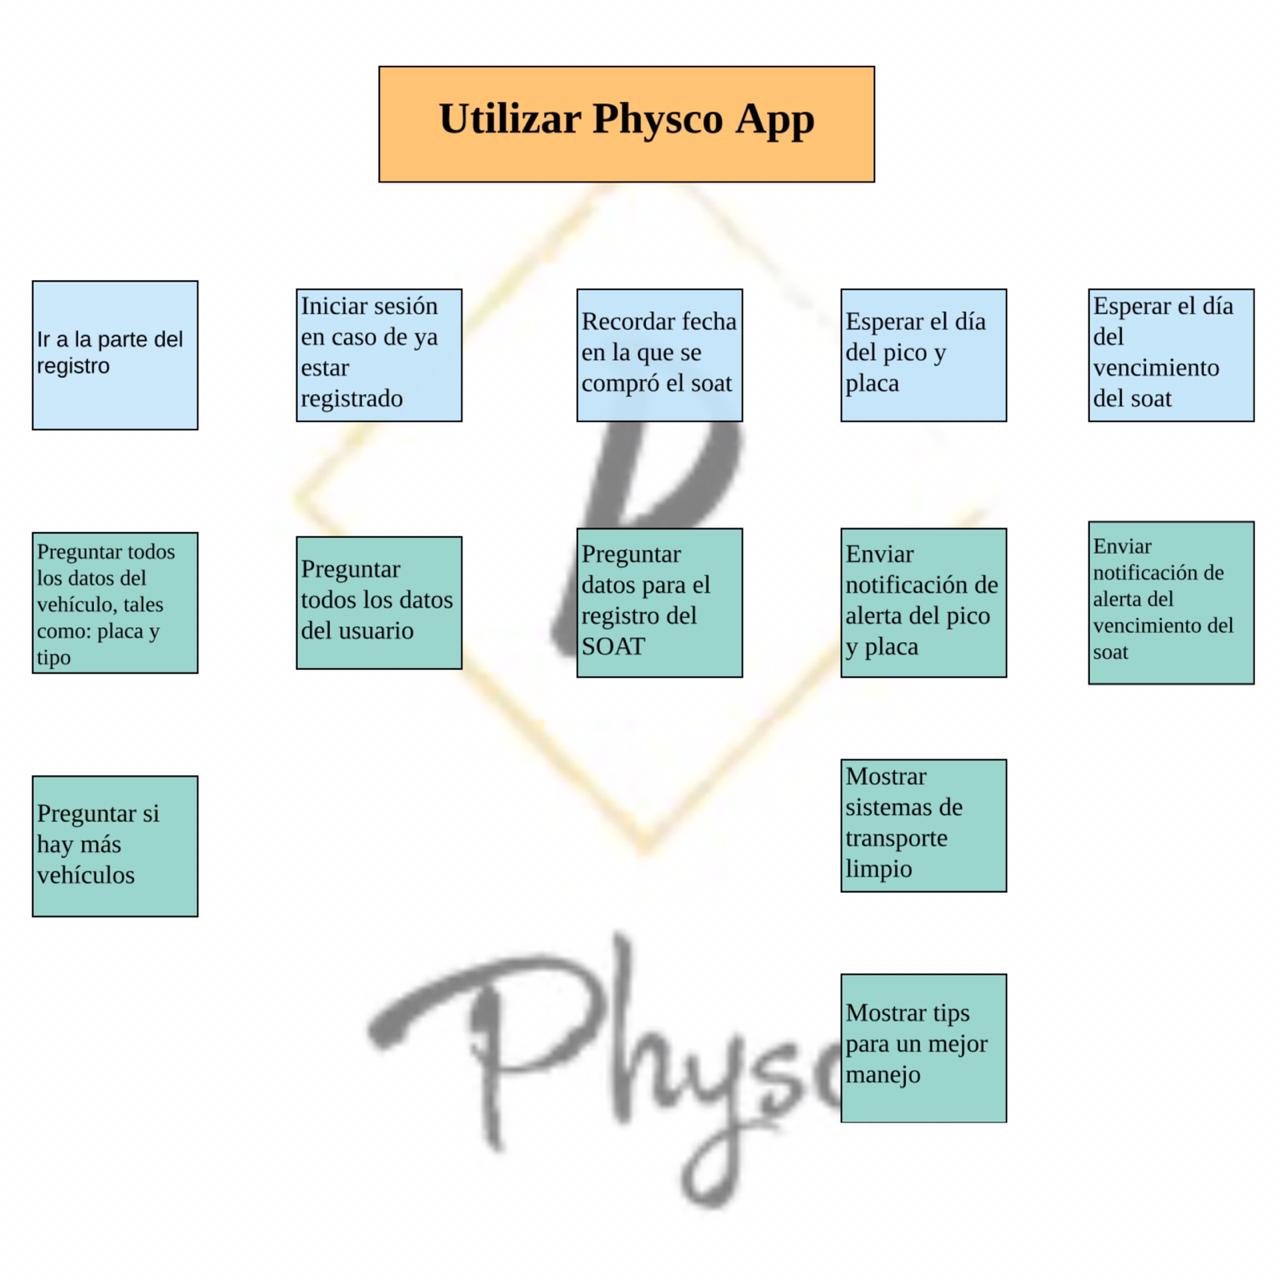 Utilizar Physco App
Ir a la parte del
registro
Iniciar sesión
en caso de ya
estar
registrado
Recordar fecha
en la que se
compró el soat
Esperar el día
del pico y
placa
Esperar el día
del
vencimiento
del soat
Preguntar todos
los datos del
vehículo, tales
como: placa y
tipo
Preguntar
todos los datos
del usuario
Preguntar
datos para el
registro del
SOAT
Enviar
notificación de
alerta del pico
y placa
Enviar
notificación de
alerta del
vencimiento del
soat
Preguntar si
hay más
vehículos
Mostrar
sistemas de
transporte
limpio
Mostrar tips
para un mejor
manejo
P
Physc